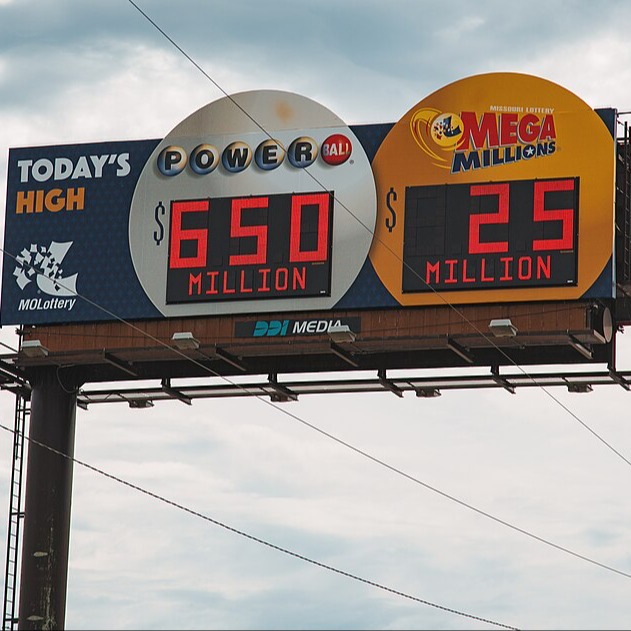 TODAY'S
HIGH
MOLottery
POWERBALL
$650
MILLION
MISSOURI LOTTERY
MEGA
MILLIONS
$25
MILLION
DDI MEDIA